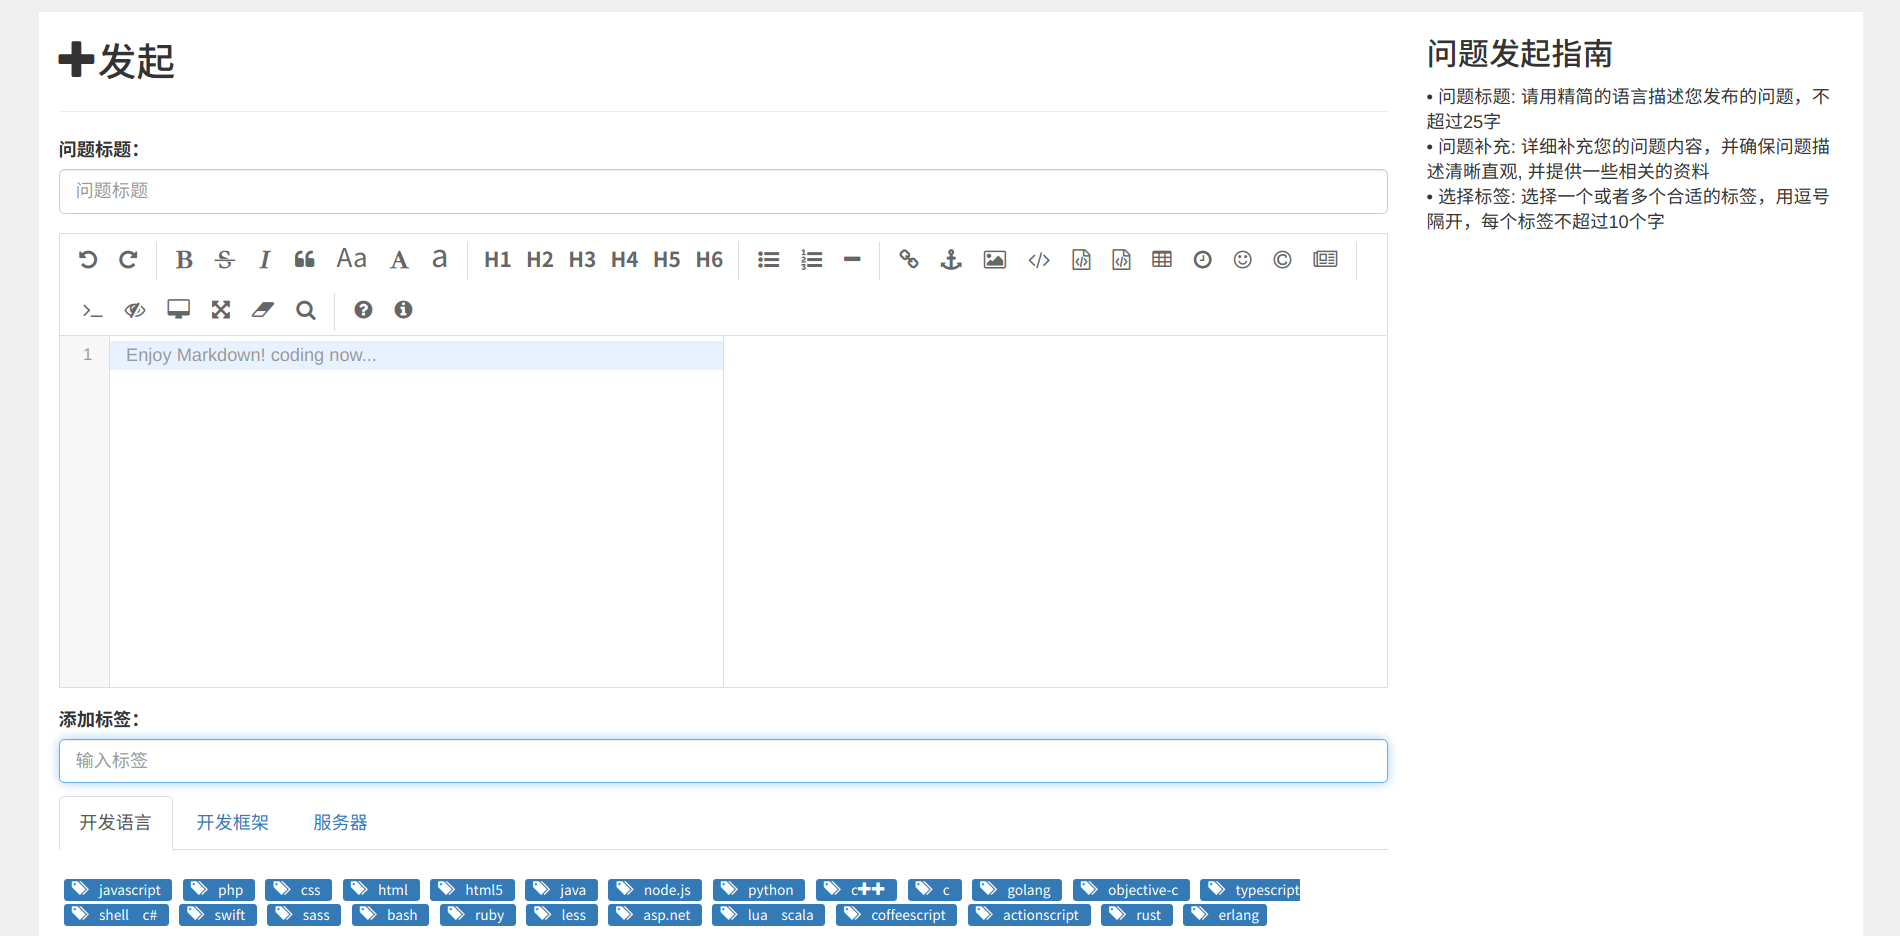 发起
问题标题：
问题标题
B S I Aa A a H1 H2 H3 H4 H5 H6
1 Enjoy Markdown! coding now...
添加标签：
输入标签
开发语言 开发框架 服务器
javascript php css html html5 java node.js python c++ c golang objective-c typescript
shell c# swift sass bash ruby less asp.net lua scala coffeescript actionscript rust erlang
问题发起指南
• 问题标题: 请用精简的语言描述您发布的问题，不
超过25字
• 问题补充: 详细补充您的问题内容，并确保问题描
述清晰直观, 并提供一些相关的资料
• 选择标签: 选择一个或者多个合适的标签，用逗号
隔开，每个标签不超过10个字